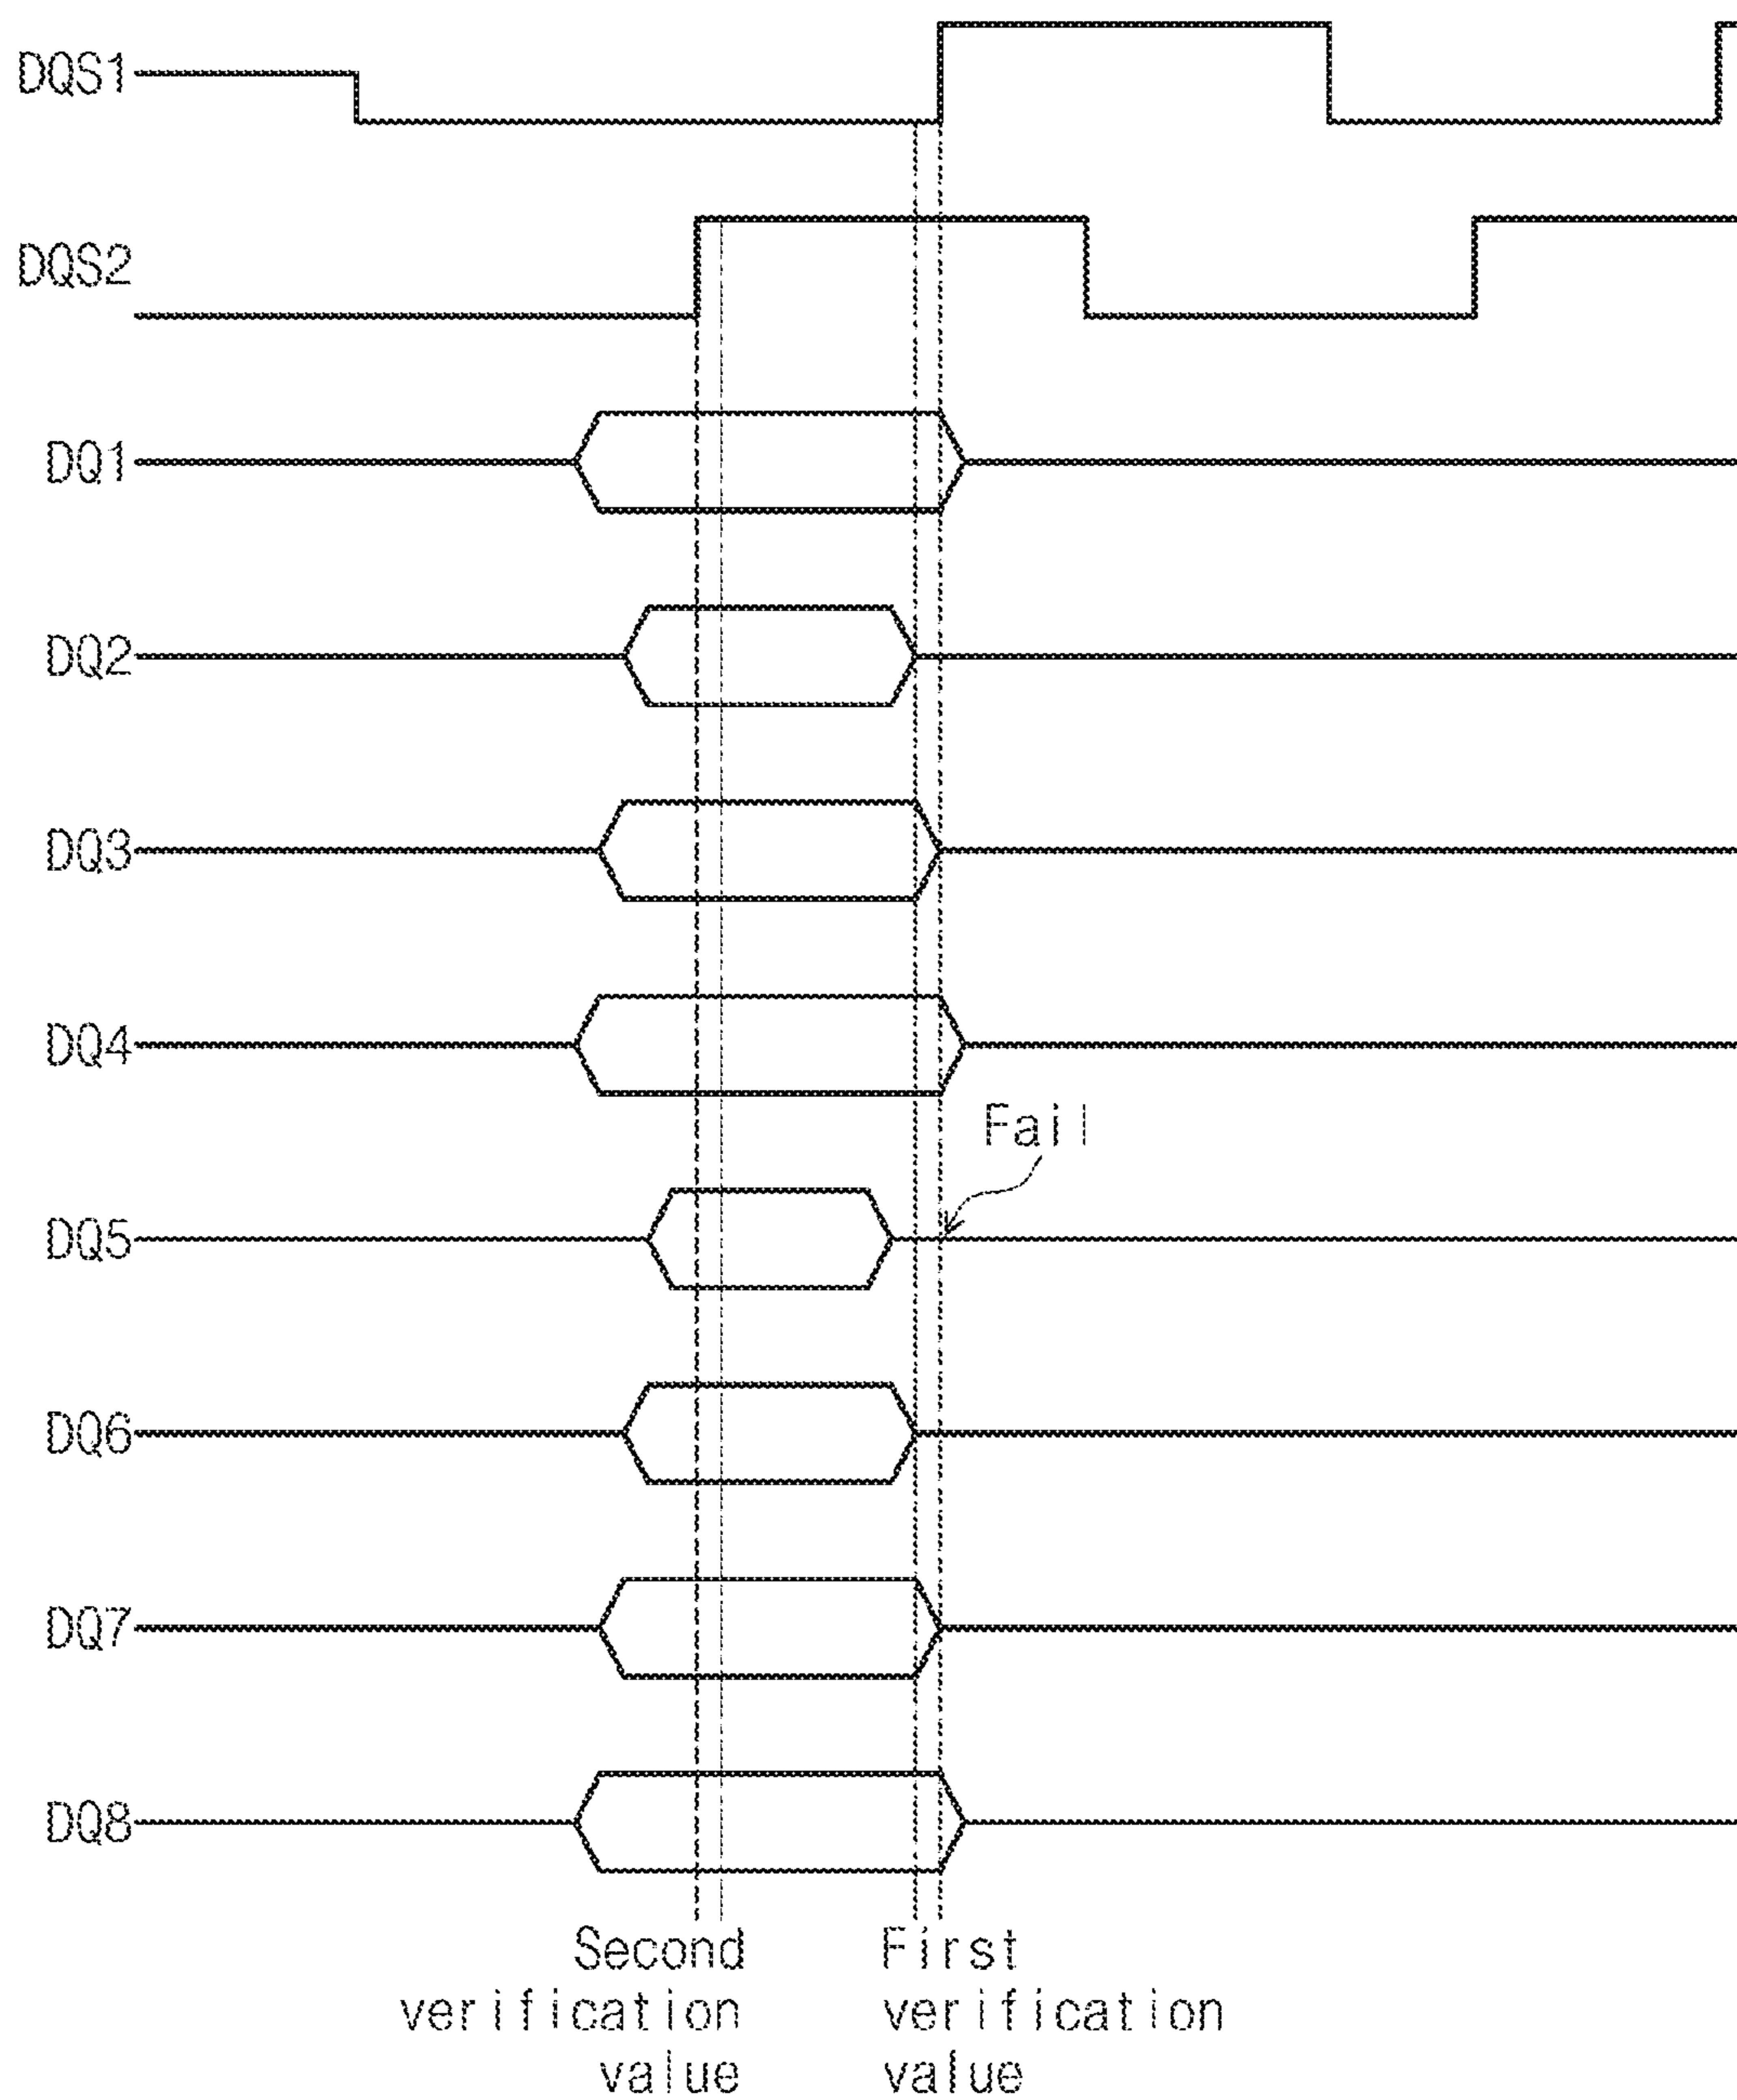 DQS1
DQS2
DQ1
DQ2
DQ3
DQ4
Fail
DQ5
DQ6
DQ7
DQ8
Second
verification
value
First
verification
value